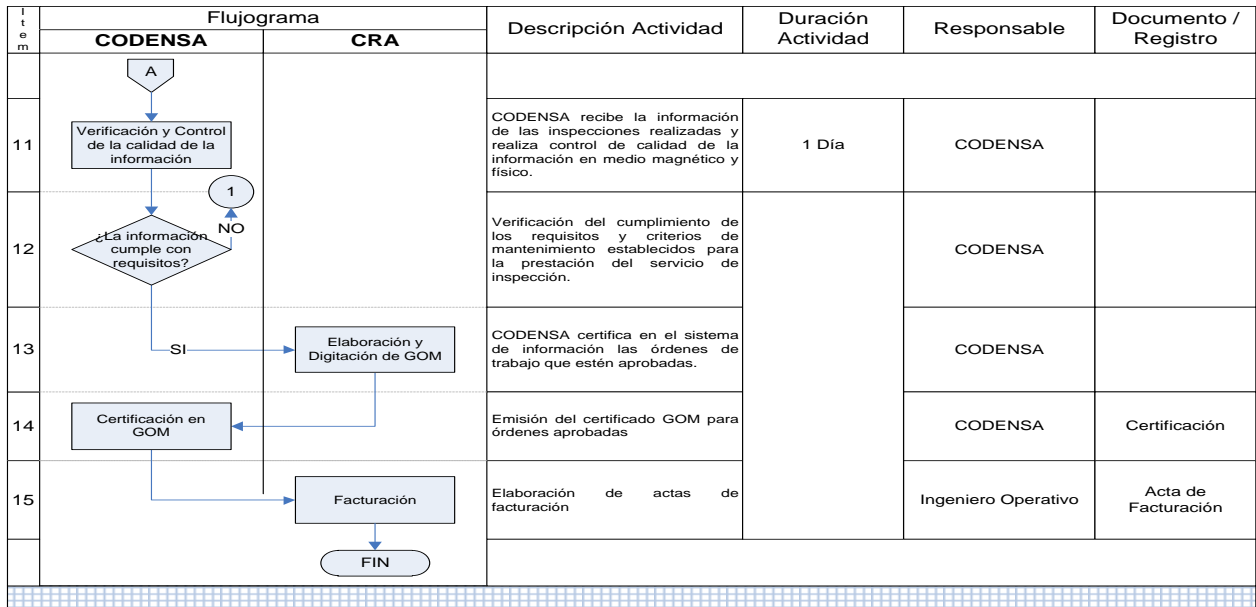 Item
Flujograma
Descripción Actividad
Duración
Actividad
Responsable
Documento /
Registro
CODENSA
CRA
A
11
Verificación y Control
de la calidad de la
información
CODENSA recibe la información
de las inspecciones realizadas y
realiza control de calidad de la
información en medio magnético y
físico.
1 Día
CODENSA
1
NO
12
¿La información
cumple con
requisitos?
Verificación del cumplimiento de
los requisitos y criterios de
mantenimiento establecidos para
la prestación del servicio de
inspección.
CODENSA
13
SI
Elaboración y
Digitación de GOM
CODENSA certifica en el sistema
de información las órdenes de
trabajo que estén aprobadas.
CODENSA
14
Certificación en
GOM
Emisión del certificado GOM para
órdenes aprobadas
CODENSA
Certificación
15
Facturación
Elaboración de actas de
facturación
Ingeniero Operativo
Acta de
Facturación
FIN